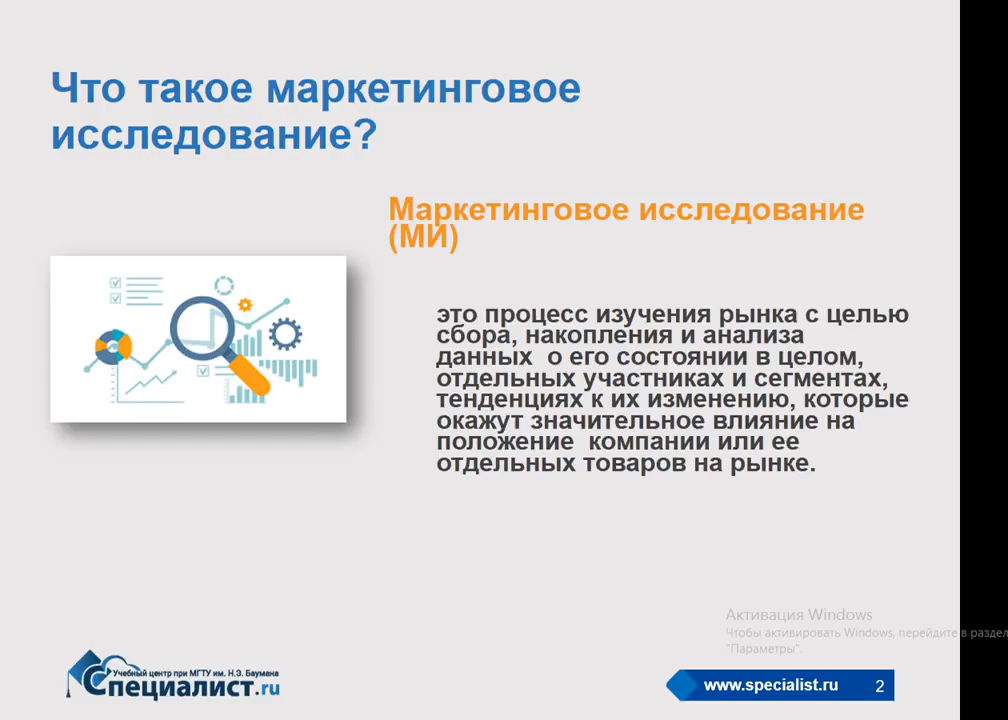 Что такое маркетинговое
исследование?
Маркетинговое исследование
(МИ)
это процесс изучения рынка с целью
сбора, накопления и анализа
данных  о его состоянии в целом,
отдельных участниках и сегментах,
тенденциях к их изменению, которые
окажут значительное влияние на
положение  компании или ее
отдельных товаров на рынке.
Активация Windows
Чтобы активировать Windows, перейдите в раздел
"Параметры".
Учебный центр при МГТУ им. Н.Э. Баумана
Специалист.ru
www.specialist.ru 2